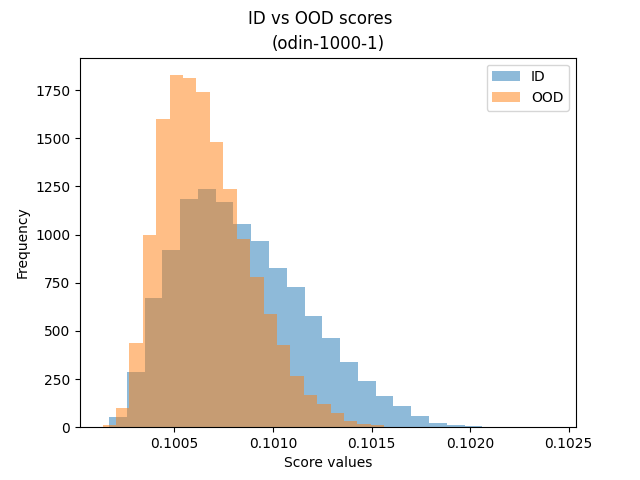 ID vs OOD scores
(odin-1000-1)
ID
OOD
Frequency
1750
1500
1250
1000
750
500
250
0
0.1005
0.1010
0.1015
0.1020
0.1025
Score values